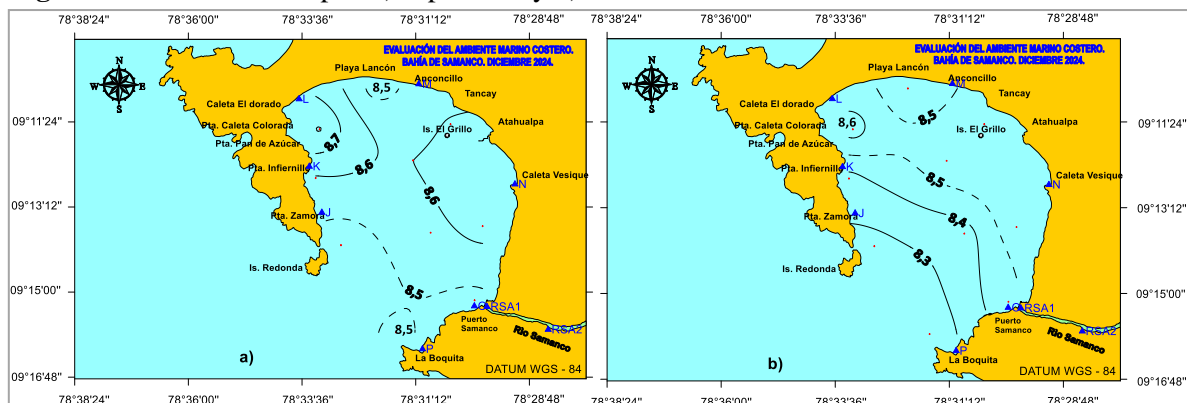 78°38'24" 78°36'00" 78°33'36" 78°31'12" 78°28'48"
78°38'24" 78°36'00" 78°33'36" 78°31'12" 78°28'48"
EVALUACIÓN DEL AMBIENTE MARINO COSTERO.
BAHÍA DE SAMANCO. DICIEMBRE 2024.
N
W E
S
Playa Lancón
Anconcillo
M
8,5
Tancay
L
Caleta El dorado
09°11'24"
Pta. Caleta Colorada
Is. El Grillo
Atahualpa
8,7
Pta. Pan de Azúcar
K
Pta. Infiernillo
8,6
Caleta Vesique
N
8,6
09°13'12"
Pta. Zamora
J
Is. Redonda
8,5
09°15'00"
RSA1
Puerto
Samanco
8,5
RSA2
Rio Samanco
P
La Boquita
a)
DATUM WGS - 84
09°16'48"
78°38'24" 78°36'00" 78°33'36" 78°31'12" 78°28'48"
EVALUACIÓN DEL AMBIENTE MARINO COSTERO.
BAHÍA DE SAMANCO. DICIEMBRE 2024.
N
W E
S
Playa Lancón
Anconcillo
M
Tancay
L
Caleta El dorado
8,5
09°11'24"
8,6
Pta. Caleta Colorada
Is. El Grillo
Atahualpa
Pta. Pan de Azúcar
K
Pta. Infiernillo
8,5
Caleta Vesique
N
09°13'12"
Pta. Zamora
J
8,4
8,3
Is. Redonda
09°15'00"
RSA1
Puerto
Samanco
RSA2
Rio Samanco
P
La Boquita
b)
DATUM WGS - 84
09°16'48"
78°38'24" 78°36'00" 78°33'36" 78°31'12" 78°28'48"